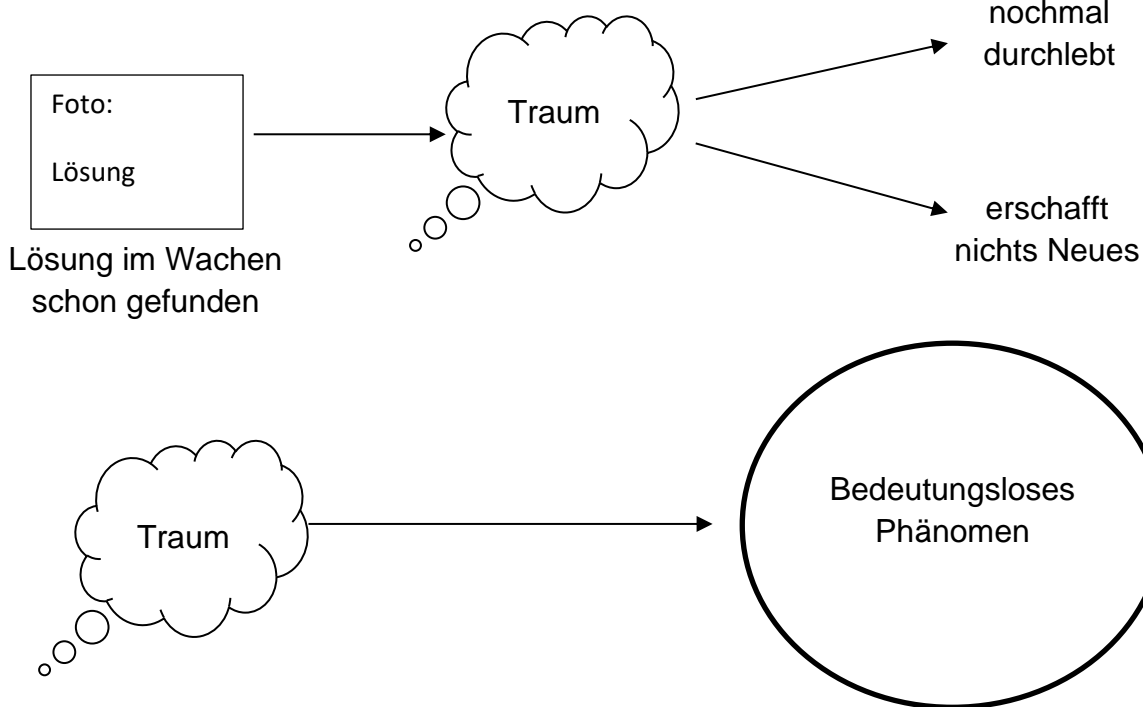 nochmal
durchlebt
Foto:
Lösung
Traum
erschafft
nichts Neues
Lösung im Wachen
schon gefunden
Bedeutungsloses
Phänomen
Traum